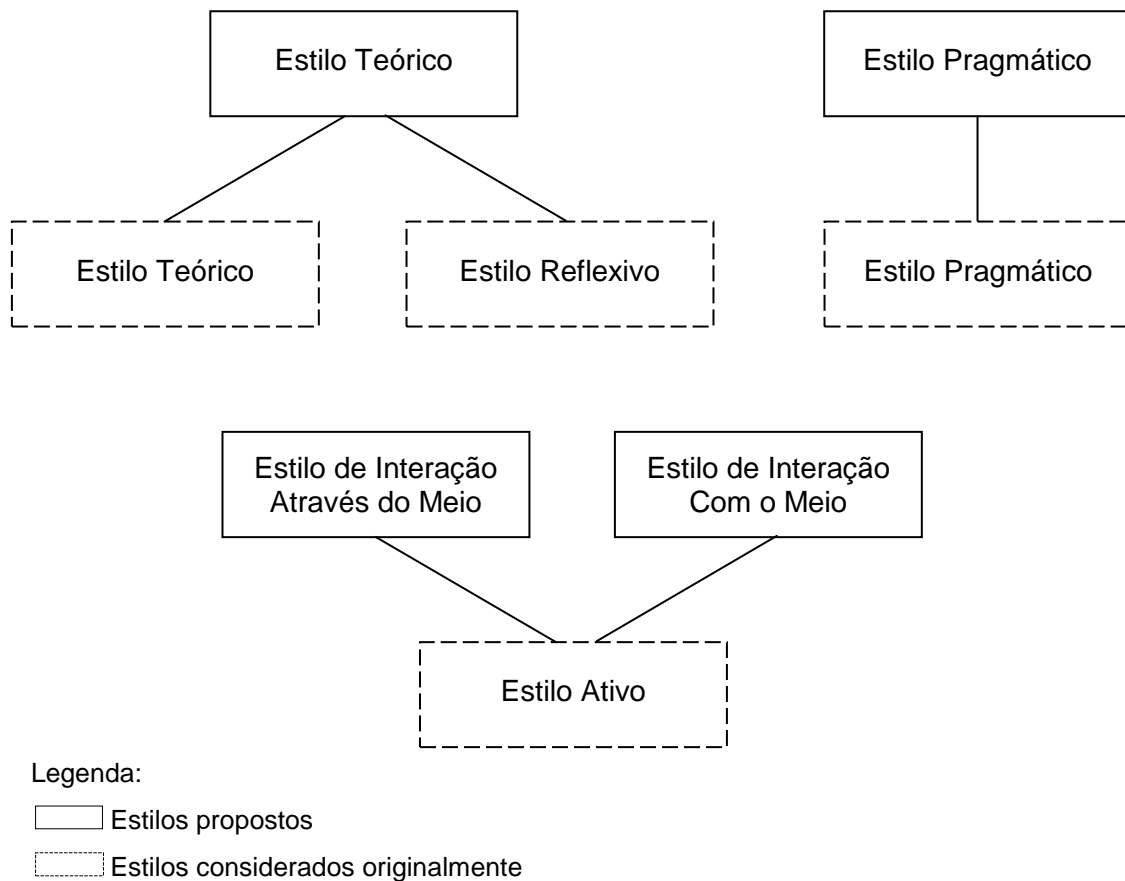 Estilo Teórico
Estilo Pragmático
Estilo Teórico
Estilo Reflexivo
Estilo Pragmático
Estilo de Interação
Através do Meio
Estilo de Interação
Com o Meio
Estilo Ativo
Legenda:
Estilos propostos
Estilos considerados originalmente